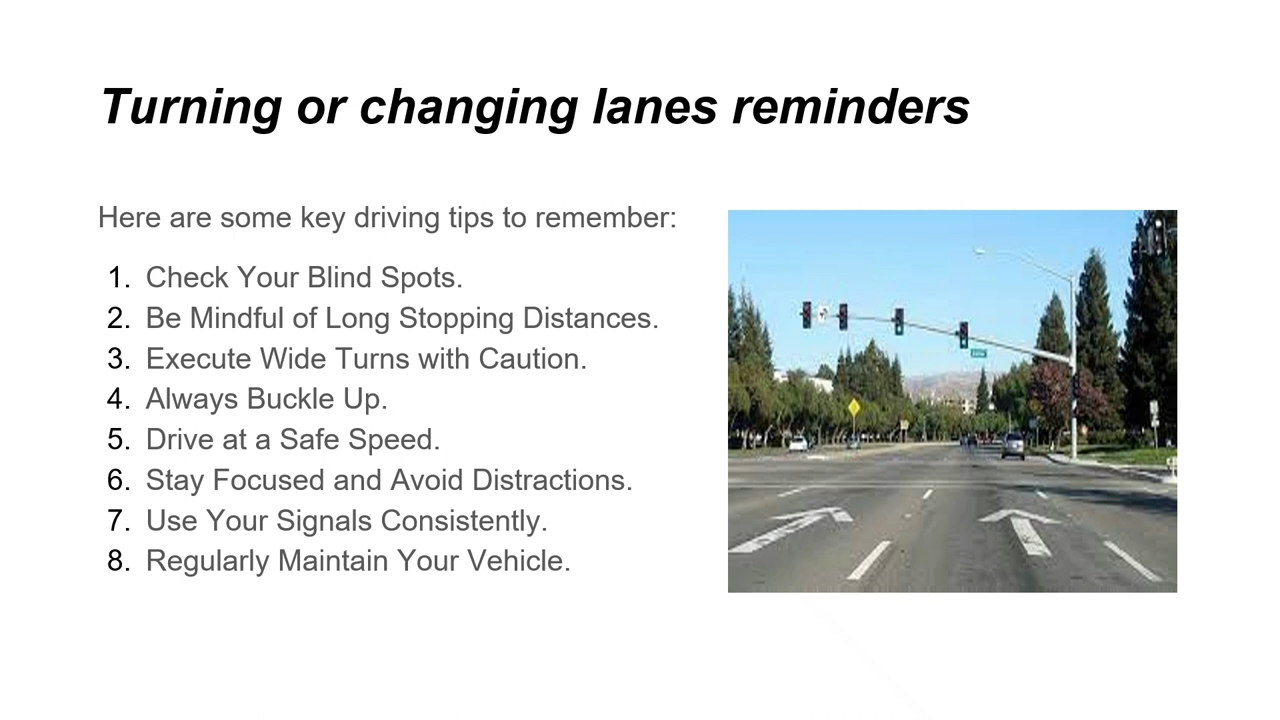 Turning or changing lanes reminders
Here are some key driving tips to remember:
1. Check Your Blind Spots.
2. Be Mindful of Long Stopping Distances.
3. Execute Wide Turns with Caution.
4. Always Buckle Up.
5. Drive at a Safe Speed.
6. Stay Focused and Avoid Distractions.
7. Use Your Signals Consistently.
8. Regularly Maintain Your Vehicle.